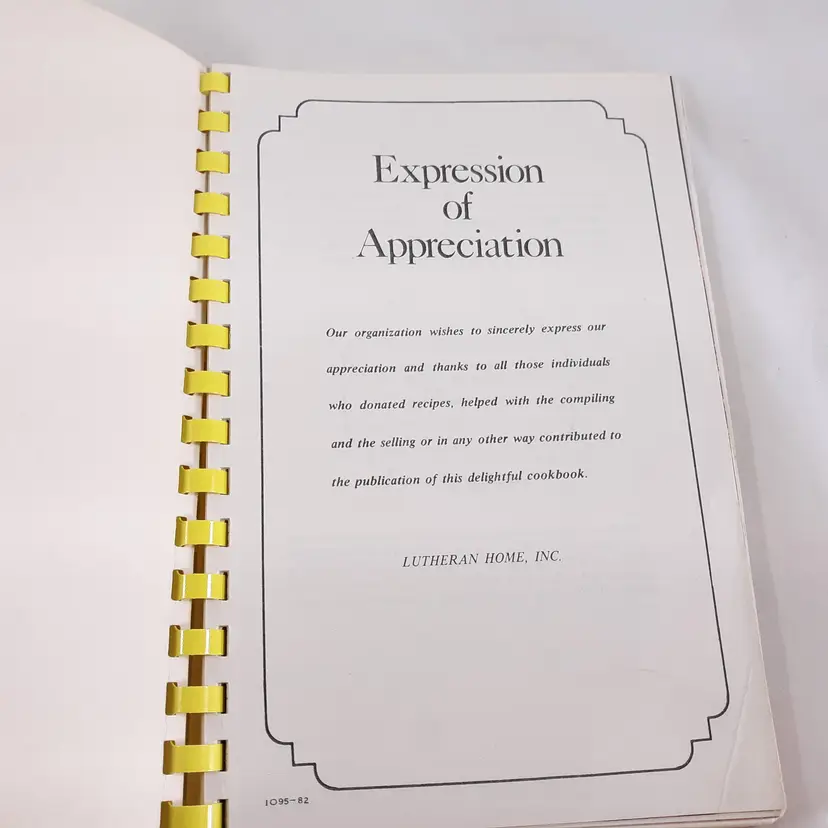 Expression
of
Appreciation
Our organization wishes to sincerely express our
appreciation and thanks to all those individuals
who donated recipes, helped with the compiling
and the selling or in any other way contributed to
the publication of this delightful cookbook.
LUTHERAN HOME, INC.
1095-82